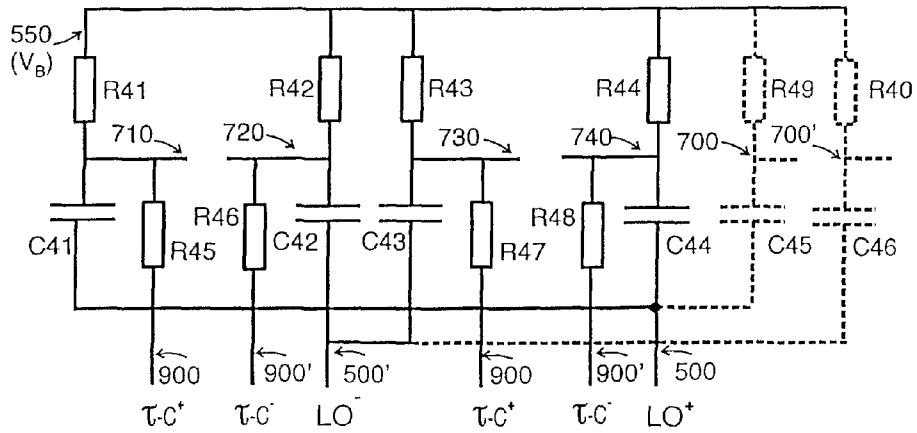 550
(V_B)
R41 R42 R43 R44 R49 R40
710 720 730 740 700 700'
C41 R45 R46 C42 C43 R47 R48 C44 C45 C46
900 900' 500' 900 900' 500
τ-C⁺ τ-C⁻ LO⁻ τ-C⁺ τ-C⁻ LO⁺